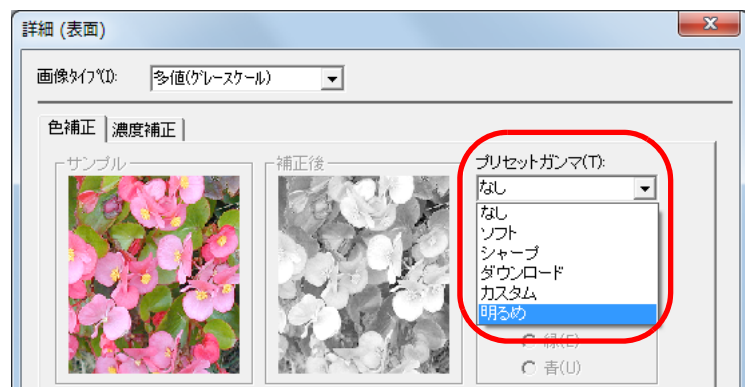 詳細 (表面)
画像タイプ(I):
多値(グレースケール)
色補正
濃度補正
サンプル
補正後
プリセットガンマ(T):
なし
なし
ソフト
シャープ
ダウンロード
カスタム
明るめ
緑(E)
青(U)